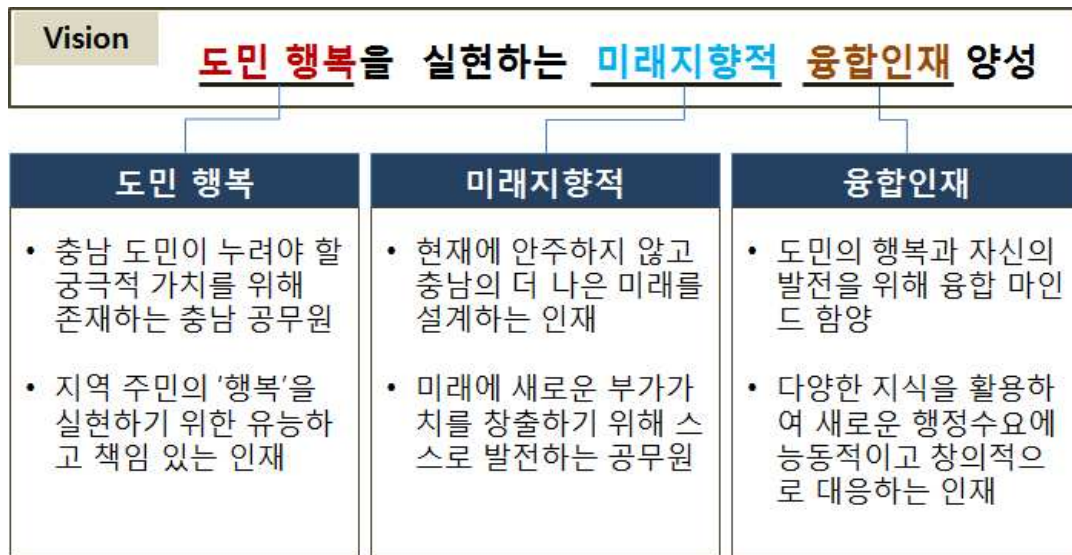 Vision
도민 행복을 실현하는 미래지향적 융합인재 양성
도민 행복
• 충남 도민이 누려야 할
궁극적 가치를 위해
존재하는 충남 공무원
• 지역 주민의 '행복'을
실현하기 위한 유능하
고 책임 있는 인재
미래지향적
• 현재에 안주하지 않고
충남의 더 나은 미래를
설계하는 인재
• 미래에 새로운 부가가
치를 창출하기 위해 스
스로 발전하는 공무원
융합인재
• 도민의 행복과 자신의
발전을 위해 융합 마인
드 함양
• 다양한 지식을 활용하
여 새로운 행정수요에
능동적이고 창의적으
로 대응하는 인재